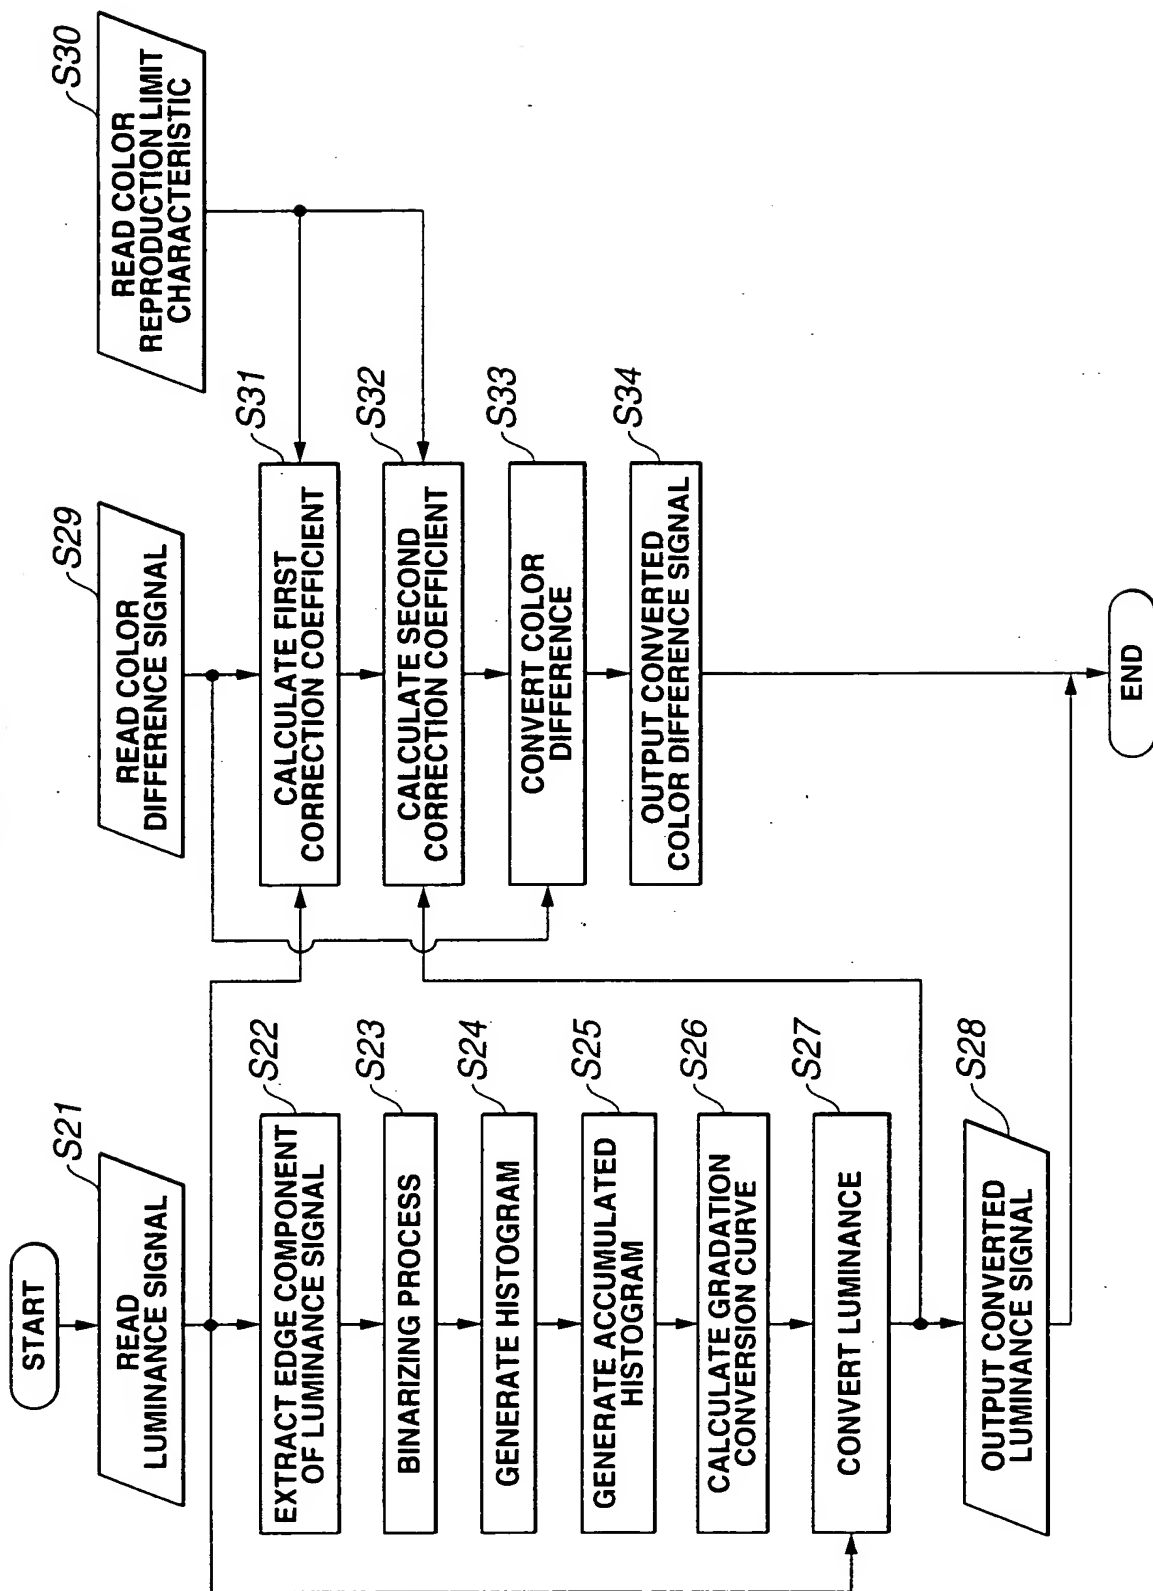 START
S21
READ
LUMINANCE SIGNAL
S22
EXTRACT EDGE COMPONENT
OF LUMINANCE SIGNAL
S23
BINARIZING PROCESS
S24
GENERATE HISTOGRAM
S25
GENERATE ACCUMULATED
HISTOGRAM
S26
CALCULATE GRADATION
CONVERSION CURVE
S27
CONVERT LUMINANCE
S28
OUTPUT CONVERTED
LUMINANCE SIGNAL
S29
READ COLOR
DIFFERENCE SIGNAL
S30
READ COLOR
REPRODUCTION LIMIT
CHARACTERISTIC
S31
CALCULATE FIRST
CORRECTION COEFFICIENT
S32
CALCULATE SECOND
CORRECTION COEFFICIENT
S33
CONVERT COLOR
DIFFERENCE
S34
OUTPUT CONVERTED
COLOR DIFFERENCE SIGNAL
END